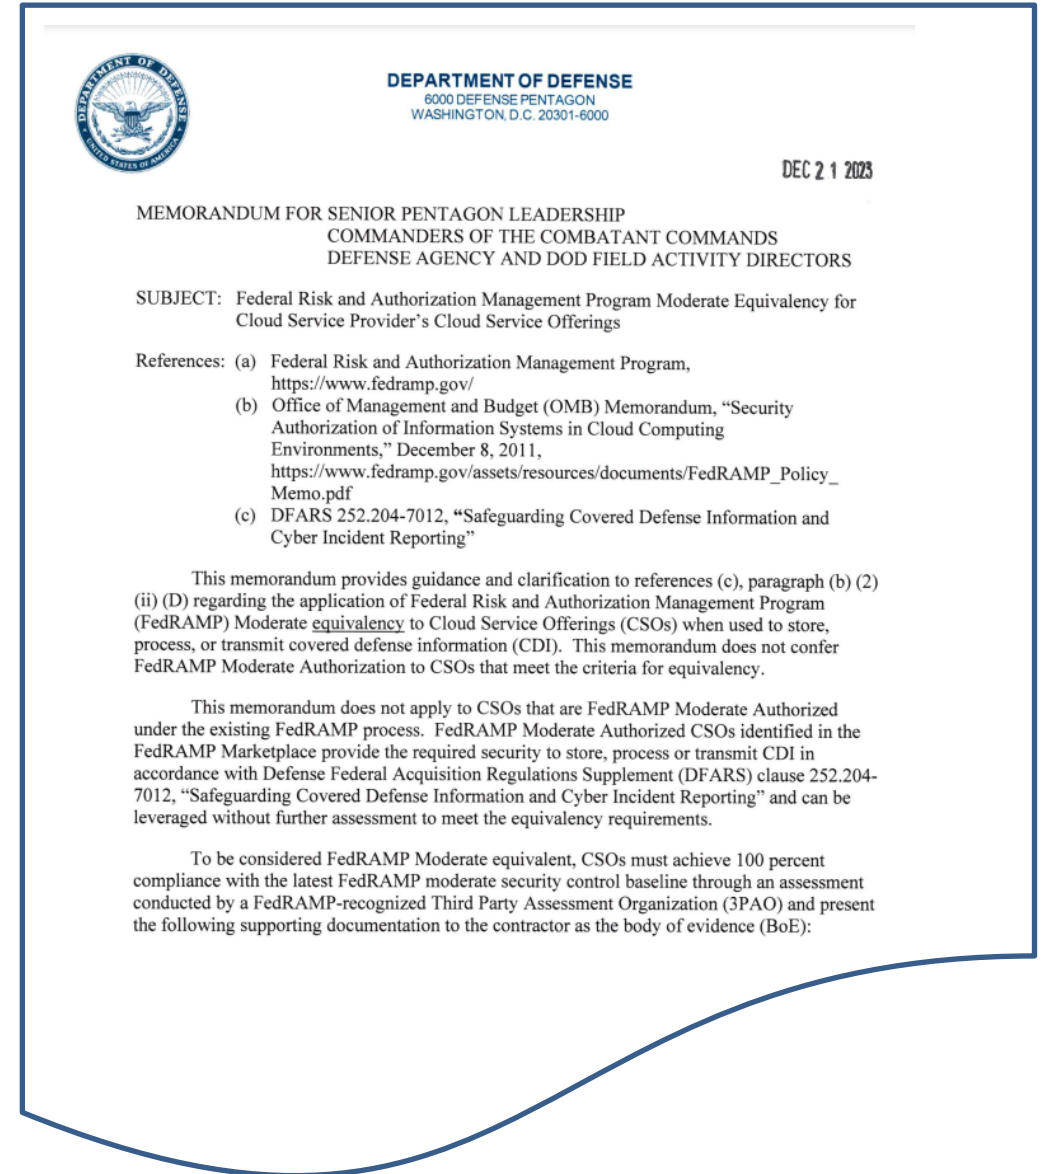 DEPARTMENT OF DEFENSE
UNITED STATES OF AMERICA
DEPARTMENT OF DEFENSE
6000 DEFENSE PENTAGON
WASHINGTON, D.C. 20301-6000
DEC 21 2023
MEMORANDUM FOR SENIOR PENTAGON LEADERSHIP
COMMANDERS OF THE COMBATANT COMMANDS
DEFENSE AGENCY AND DOD FIELD ACTIVITY DIRECTORS
SUBJECT: Federal Risk and Authorization Management Program Moderate Equivalency for
Cloud Service Provider's Cloud Service Offerings
References: (a) Federal Risk and Authorization Management Program,
https://www.fedramp.gov/
(b) Office of Management and Budget (OMB) Memorandum, “Security
Authorization of Information Systems in Cloud Computing
Environments,” December 8, 2011,
https://www.fedramp.gov/assets/resources/documents/FedRAMP_Policy_
Memo.pdf
(c) DFARS 252.204-7012, “Safeguarding Covered Defense Information and
Cyber Incident Reporting”
This memorandum provides guidance and clarification to references (c), paragraph (b) (2)
(ii) (D) regarding the application of Federal Risk and Authorization Management Program
(FedRAMP) Moderate equivalency to Cloud Service Offerings (CSOs) when used to store,
process, or transmit covered defense information (CDI). This memorandum does not confer
FedRAMP Moderate Authorization to CSOs that meet the criteria for equivalency.
This memorandum does not apply to CSOs that are FedRAMP Moderate Authorized
under the existing FedRAMP process. FedRAMP Moderate Authorized CSOs identified in the
FedRAMP Marketplace provide the required security to store, process or transmit CDI in
accordance with Defense Federal Acquisition Regulations Supplement (DFARS) clause 252.204-
7012, “Safeguarding Covered Defense Information and Cyber Incident Reporting” and can be
leveraged without further assessment to meet the equivalency requirements.
To be considered FedRAMP Moderate equivalent, CSOs must achieve 100 percent
compliance with the latest FedRAMP moderate security control baseline through an assessment
conducted by a FedRAMP-recognized Third Party Assessment Organization (3PAO) and present
the following supporting documentation to the contractor as the body of evidence (BoE):